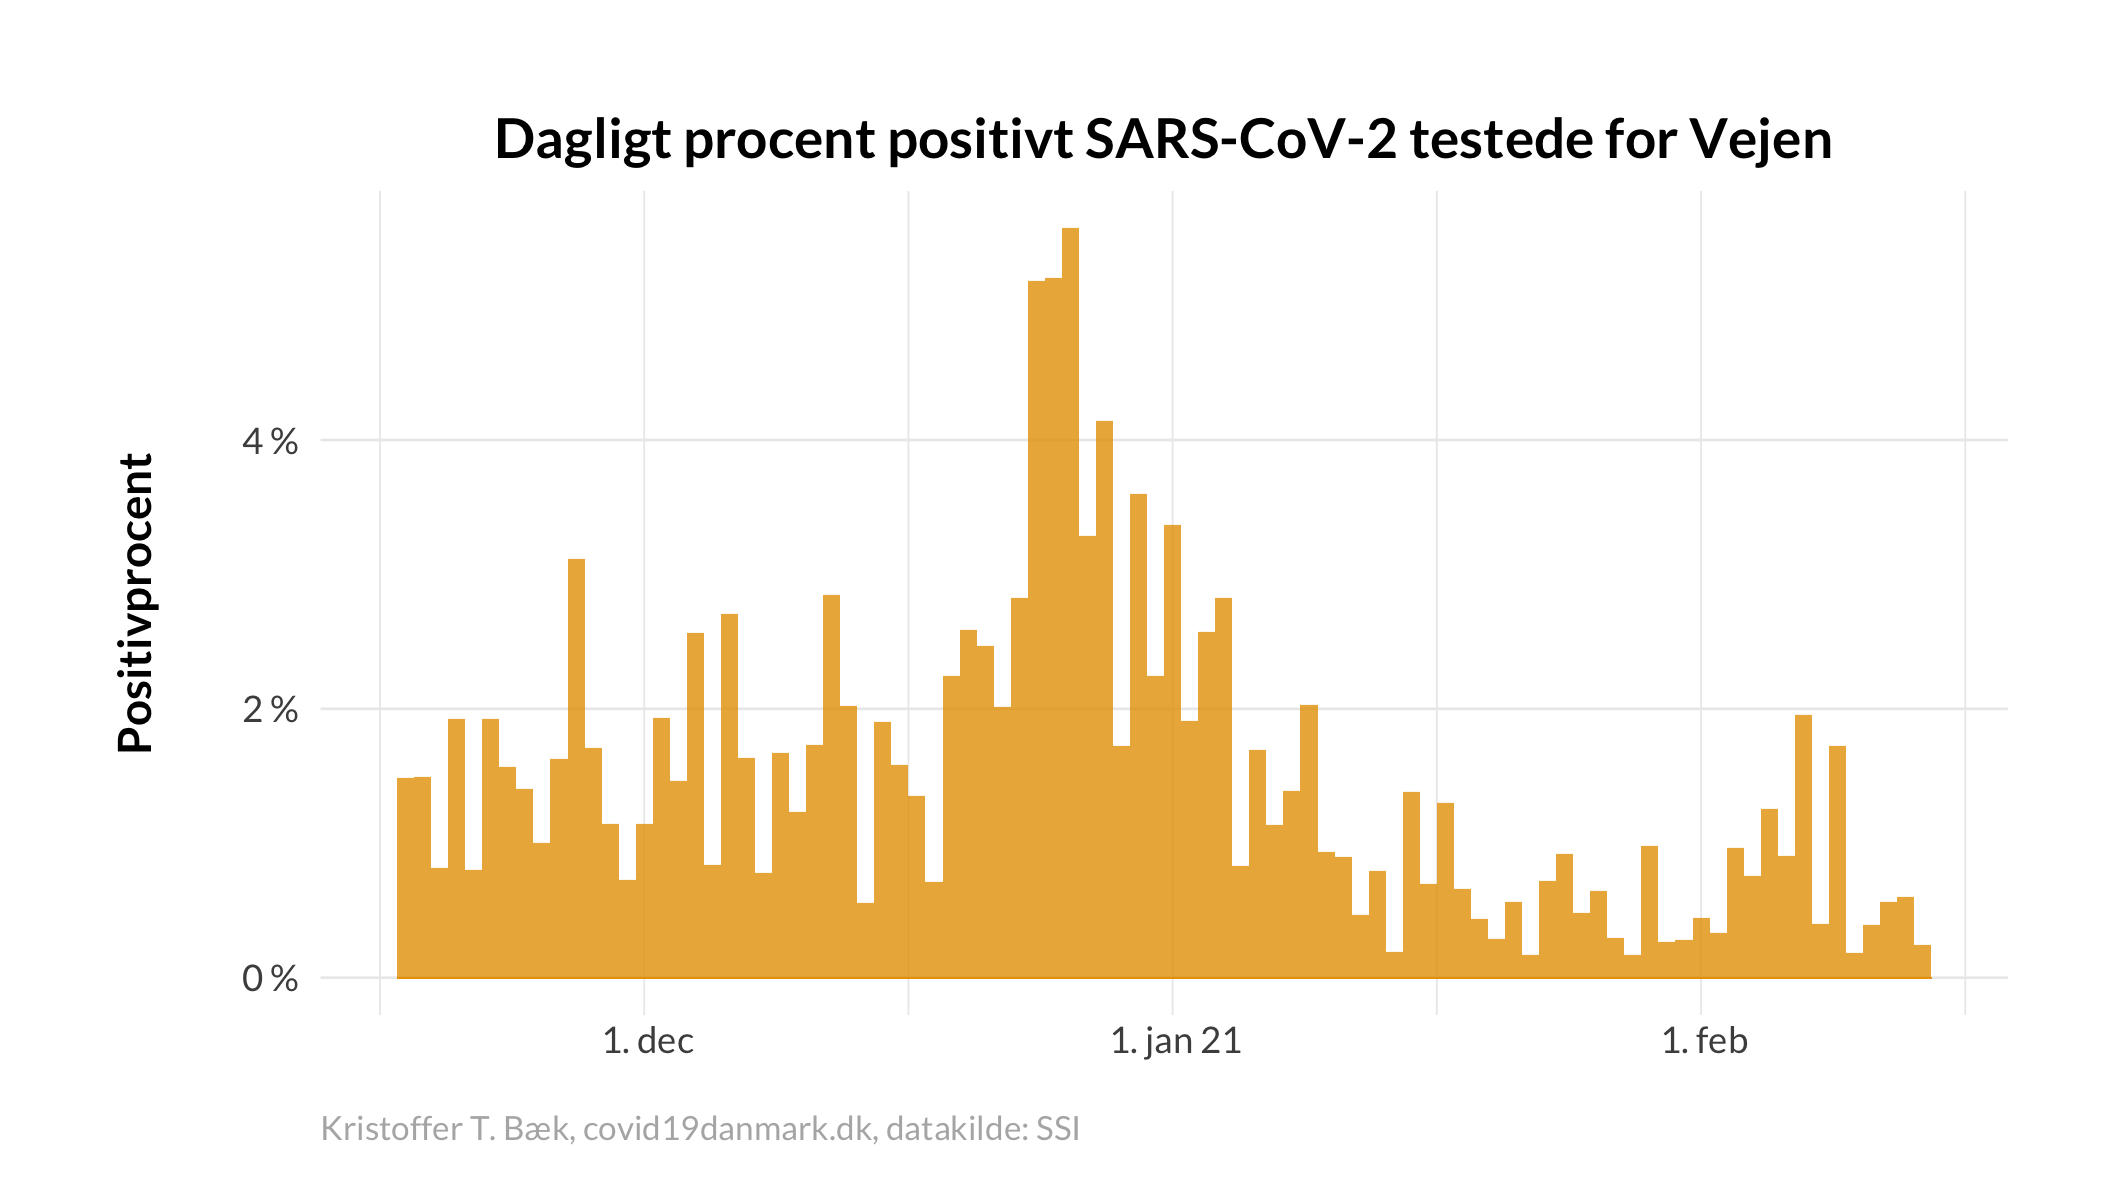 Dagligt procent positivt SARS-CoV-2 testede for Vejen
Positivprocent
4 %
2 %
0 %
1. dec
1. jan 21
1. feb
Kristoffer T. Bæk, covid19danmark.dk, datakilde: SSI